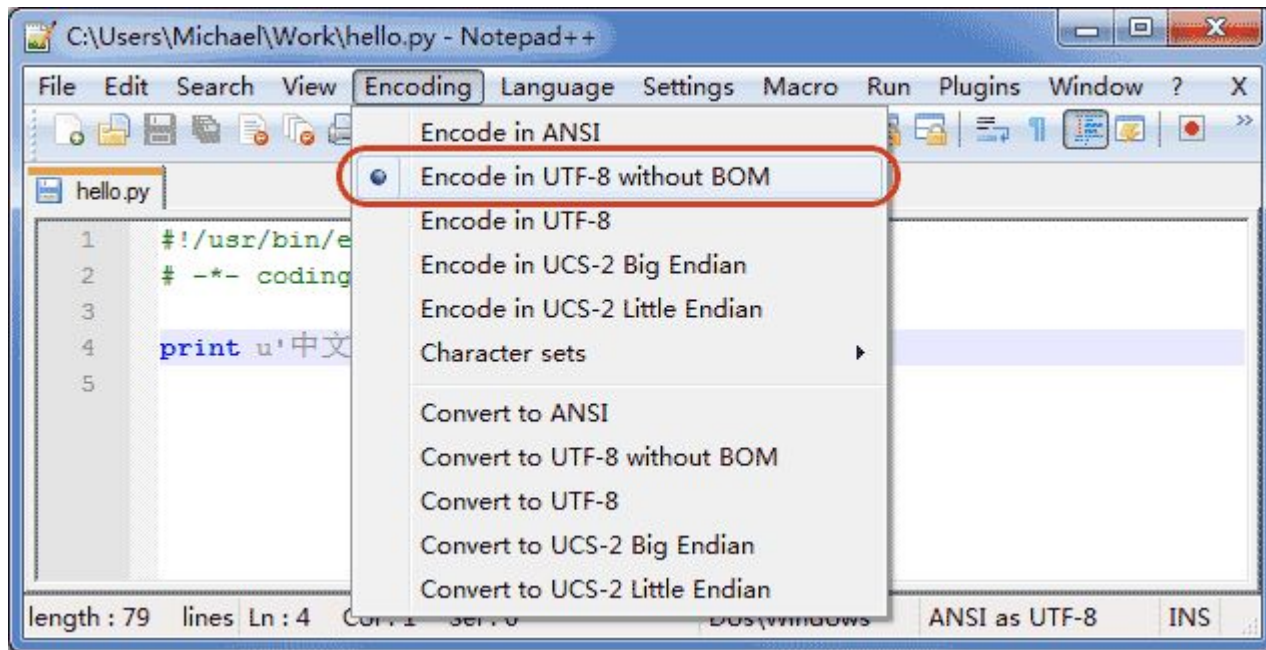 C:\Users\Michael\Work\hello.py - Notepad++
File Edit Search View Encoding Language Settings Macro Run Plugins Window ? X
Encode in ANSI
hello.py
Encode in UTF-8 without BOM
Encode in UTF-8
1 #!/usr/bin/e
2 # -*- coding
Encode in UCS-2 Big Endian
3
Encode in UCS-2 Little Endian
4 print u'中文
Character sets
5
Convert to ANSI
Convert to UTF-8 without BOM
Convert to UTF-8
Convert to UCS-2 Big Endian
Convert to UCS-2 Little Endian
length : 79 lines Ln : 4 ANSI as UTF-8 INS